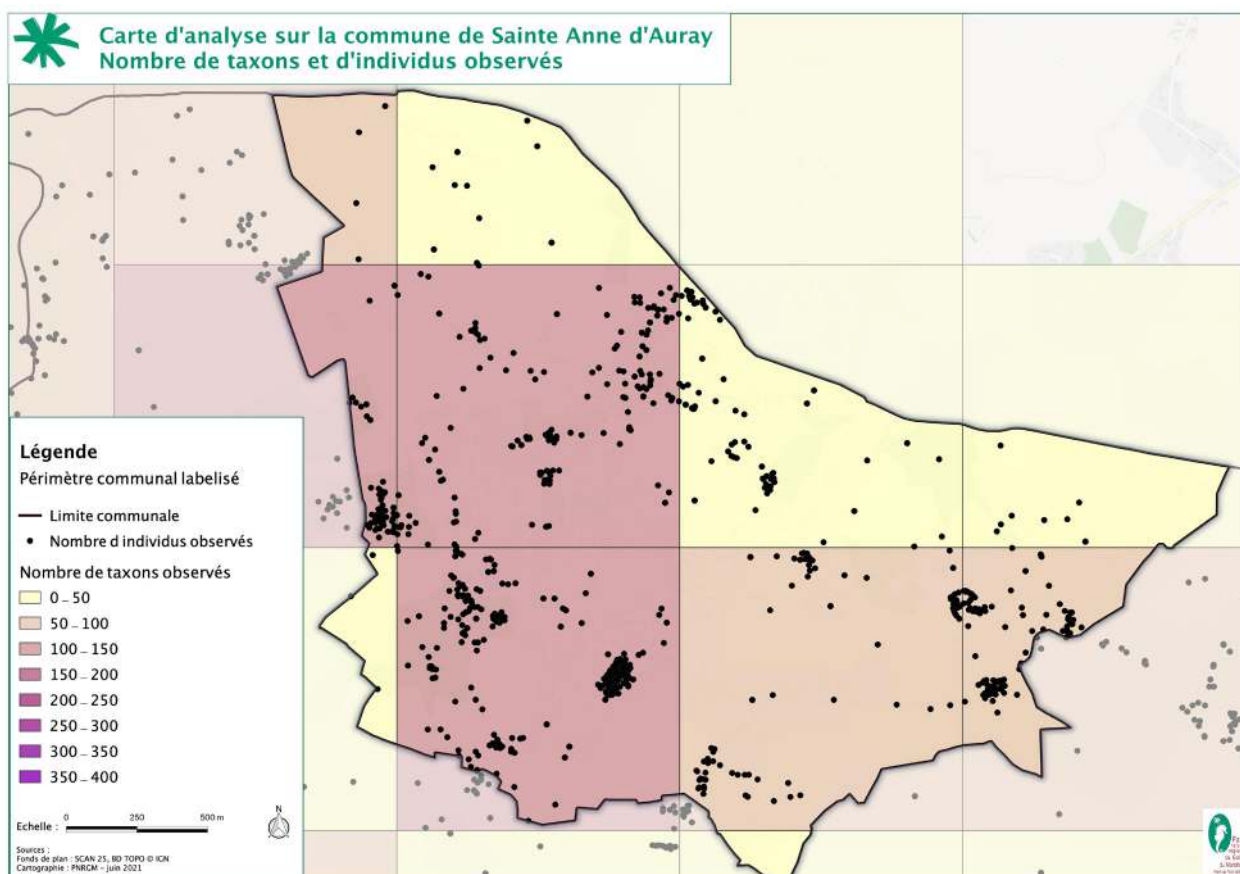 Carte d'analyse sur la commune de Sainte Anne d'Auray
Nombre de taxons et d'individus observés
Légende
Périmètre communal labelisé
Limite communale
Nombre d individus observés
Nombre de taxons observés
0 – 50
50 – 100
100 – 150
150 – 200
200 – 250
250 – 300
300 – 350
350 – 400
Echelle :
0 250 500 m
N
Sources :
Fonds de plan : SCAN 25, BD TOPO © IGN
Cartographie : PNRGM – juin 2021